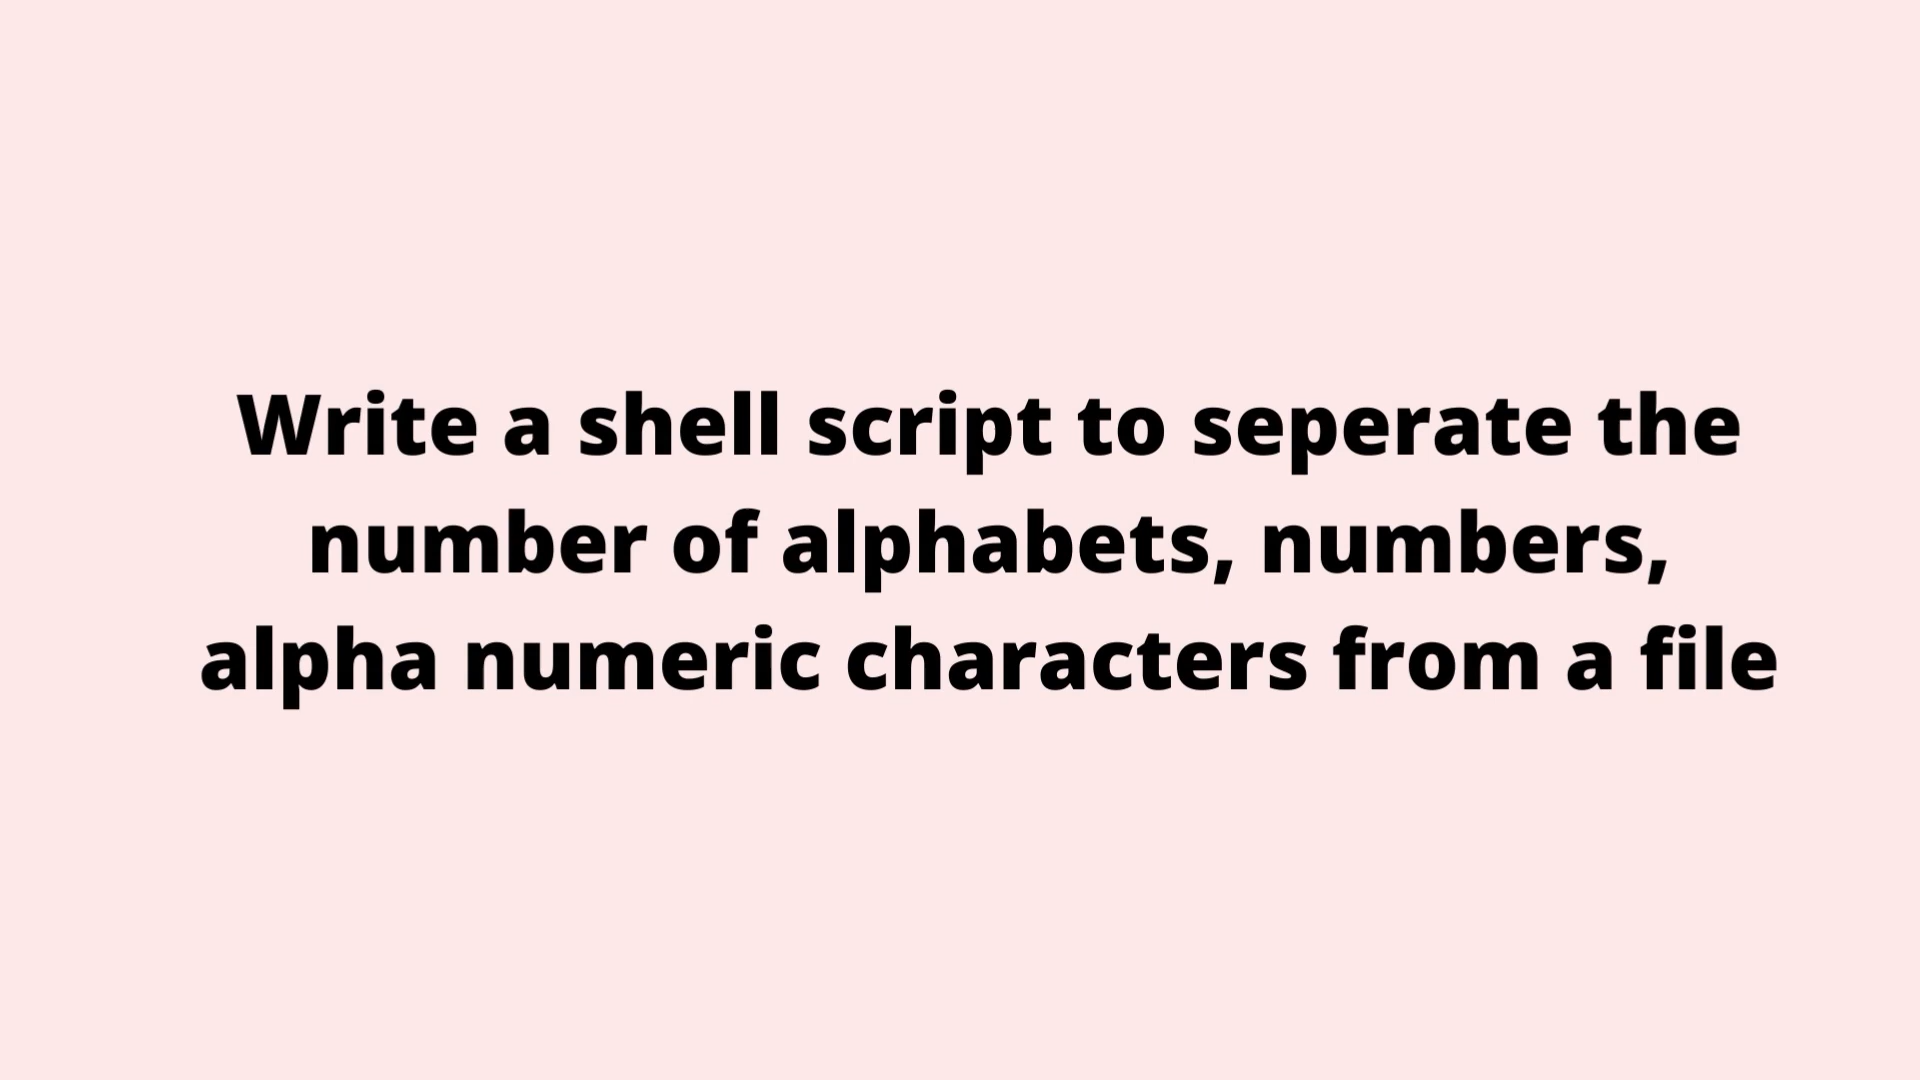 Write a shell script to seperate the
number of alphabets, numbers,
alpha numeric characters from a file